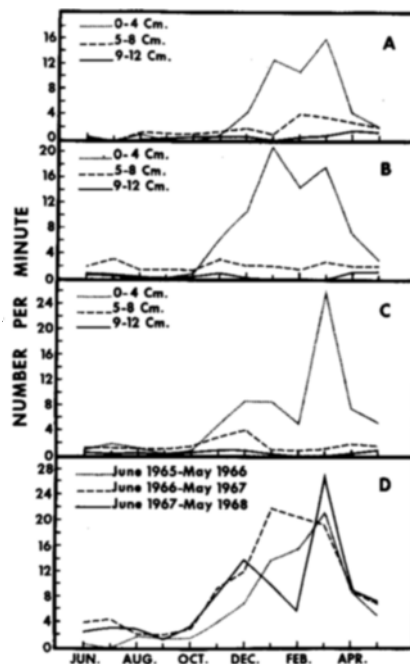 NUMBER PER MINUTE
A
0-4 Cm.
5-8 Cm.
9-12 Cm.
16
12
8
4
0
B
0-4 Cm.
5-8 Cm.
9-12 Cm.
20
16
12
8
4
0
C
0-4 Cm.
5-8 Cm.
9-12 Cm.
24
20
16
12
8
4
0
D
June 1965-May 1966
June 1966-May 1967
June 1967-May 1968
28
24
20
16
12
8
4
0
JUN. AUG. OCT. DEC. FEB. APR.